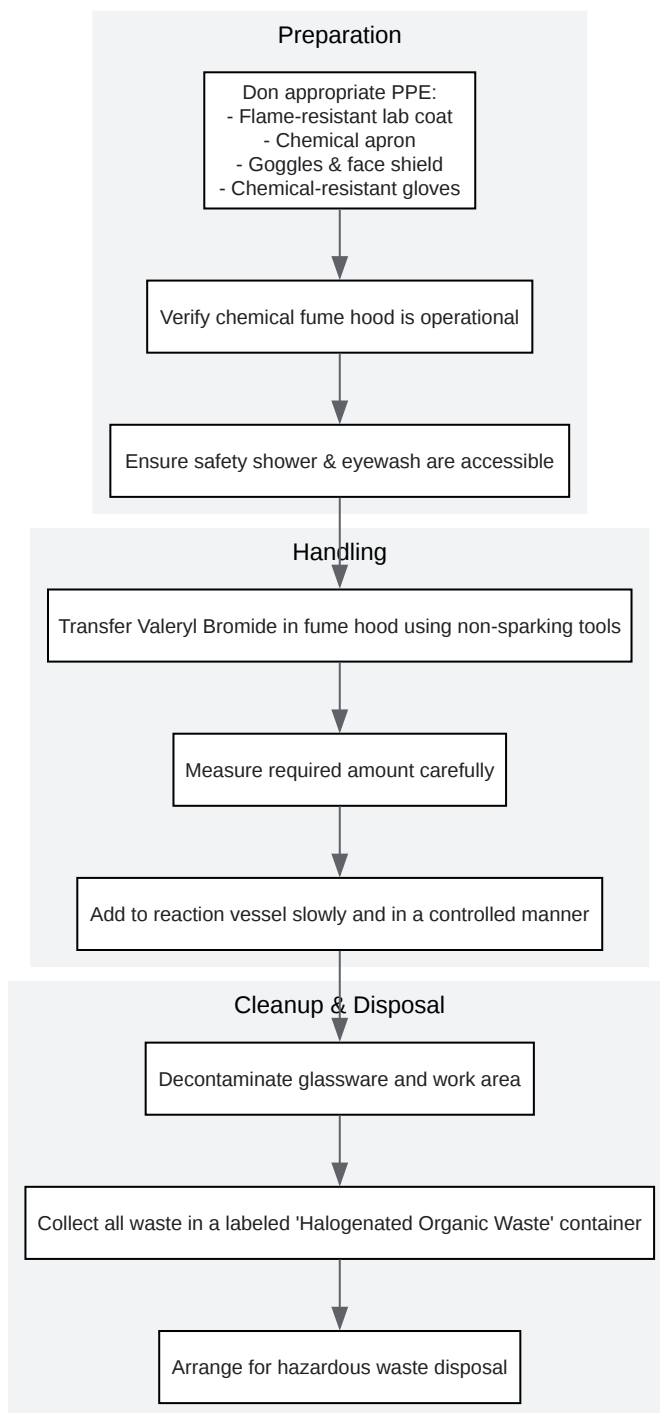 Preparation
Don appropriate PPE:
- Flame-resistant lab coat
- Chemical apron
- Goggles & face shield
- Chemical-resistant gloves
Verify chemical fume hood is operational
Ensure safety shower & eyewash are accessible
Handling
Transfer Valeryl Bromide in fume hood using non-sparking tools
Measure required amount carefully
Add to reaction vessel slowly and in a controlled manner
Cleanup & Disposal
Decontaminate glassware and work area
Collect all waste in a labeled 'Halogenated Organic Waste' container
Arrange for hazardous waste disposal